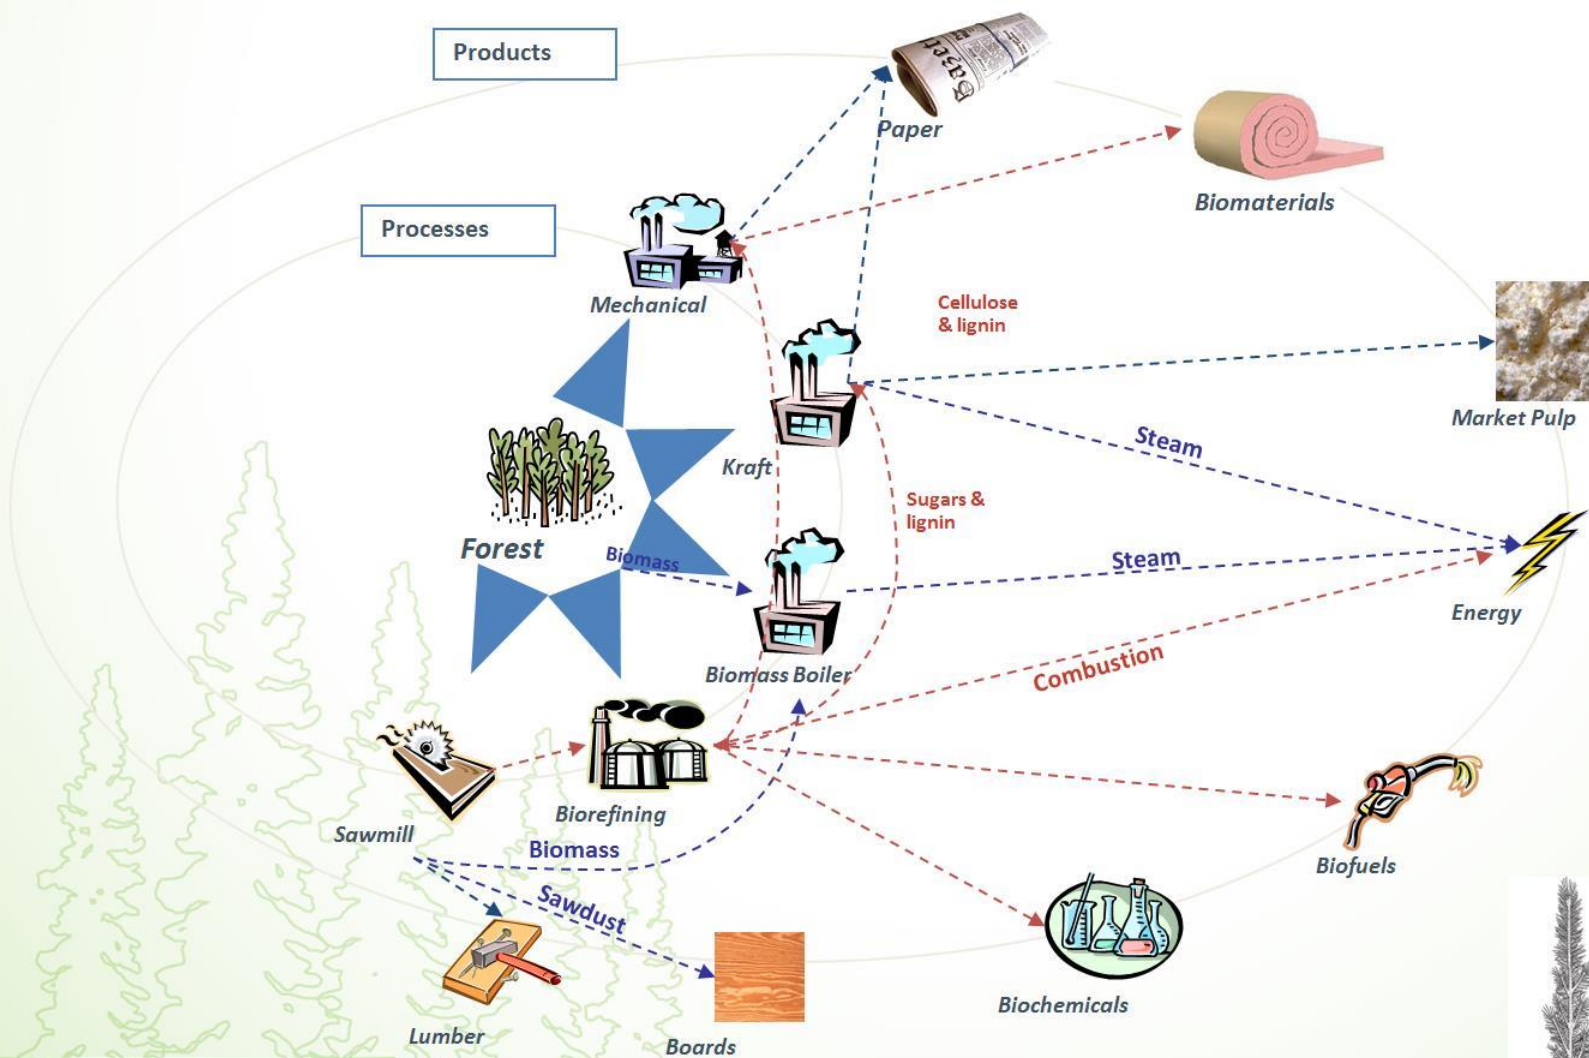 Products
Paper
Biomaterials
Processes
Mechanical
Cellulose
& lignin
Market Pulp
Steam
Kraft
Sugars &
lignin
Forest
Biomass
Steam
Energy
Biomass Boiler
Combustion
Sawmill
Biorefining
Biomass
Biofuels
Sawdust
Biochemicals
Lumber
Boards